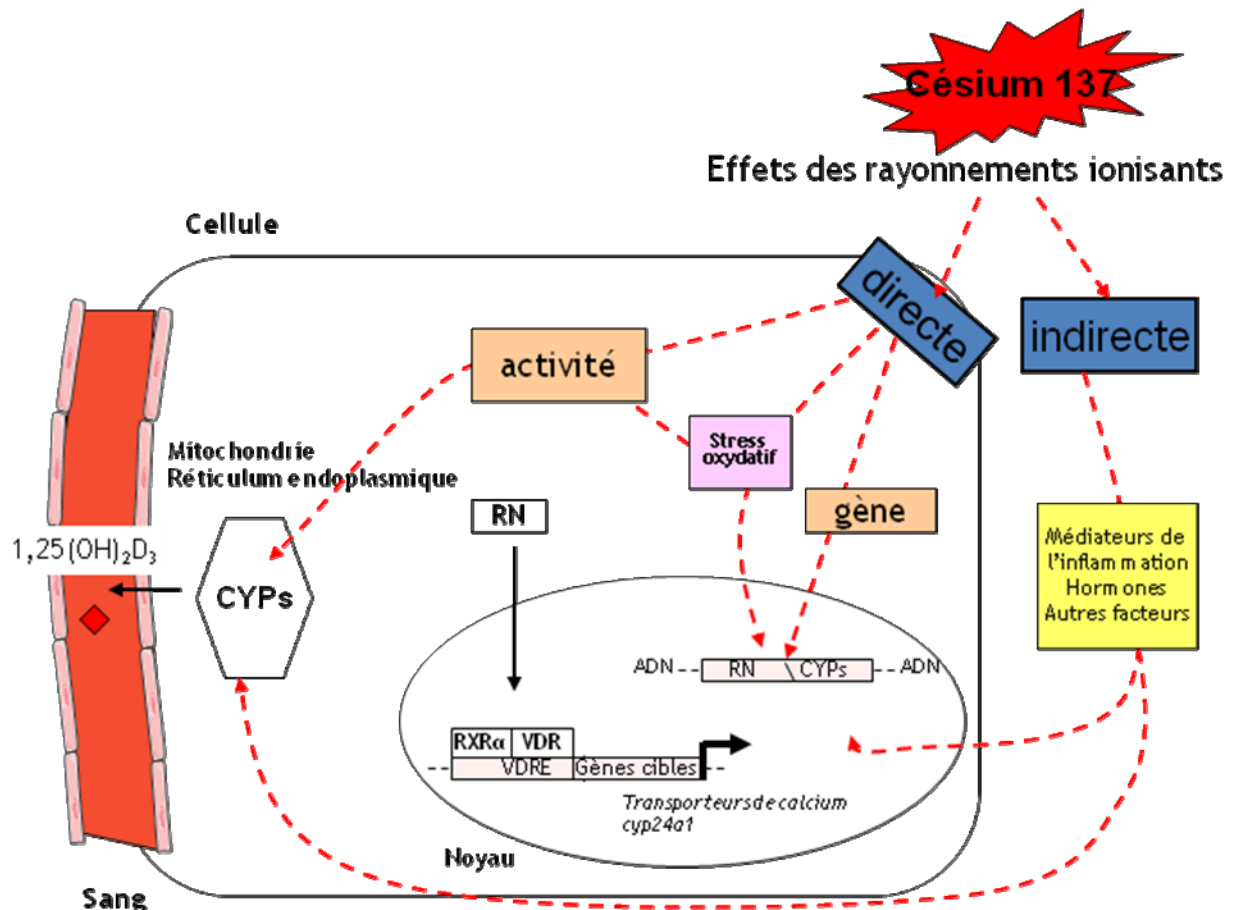 Césium 137
Effets des rayonnements ionisants
Cellule
directe
indirecte
activité
Stress
oxydatif
Mitochondrie
Réticulum endoplasmique
RN
gène
Médiateurs de
l'inflammation
Hormones
Autres facteurs
1,25(OH)₂D₃
CYPs
ADN -- RN \ CYPs -- ADN
RXRα VDR
VDRE Gènes cibles
Transporteurs de calcium
cyp24a1
Noyau
Sang